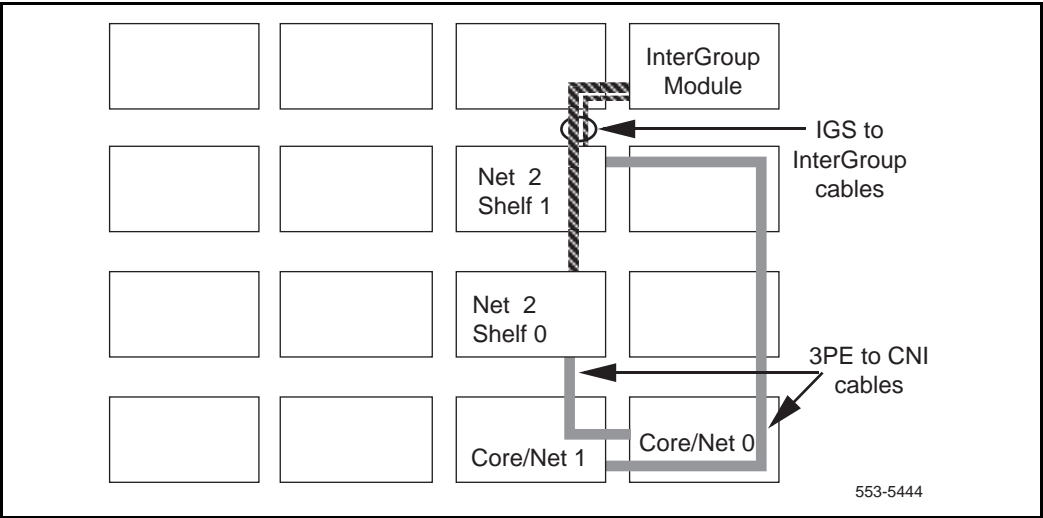 InterGroup
Module
IGS to
InterGroup
cables
Net 2
Shelf 1
Net 2
Shelf 0
3PE to CNI
cables
Core/Net 1
Core/Net 0
553-5444